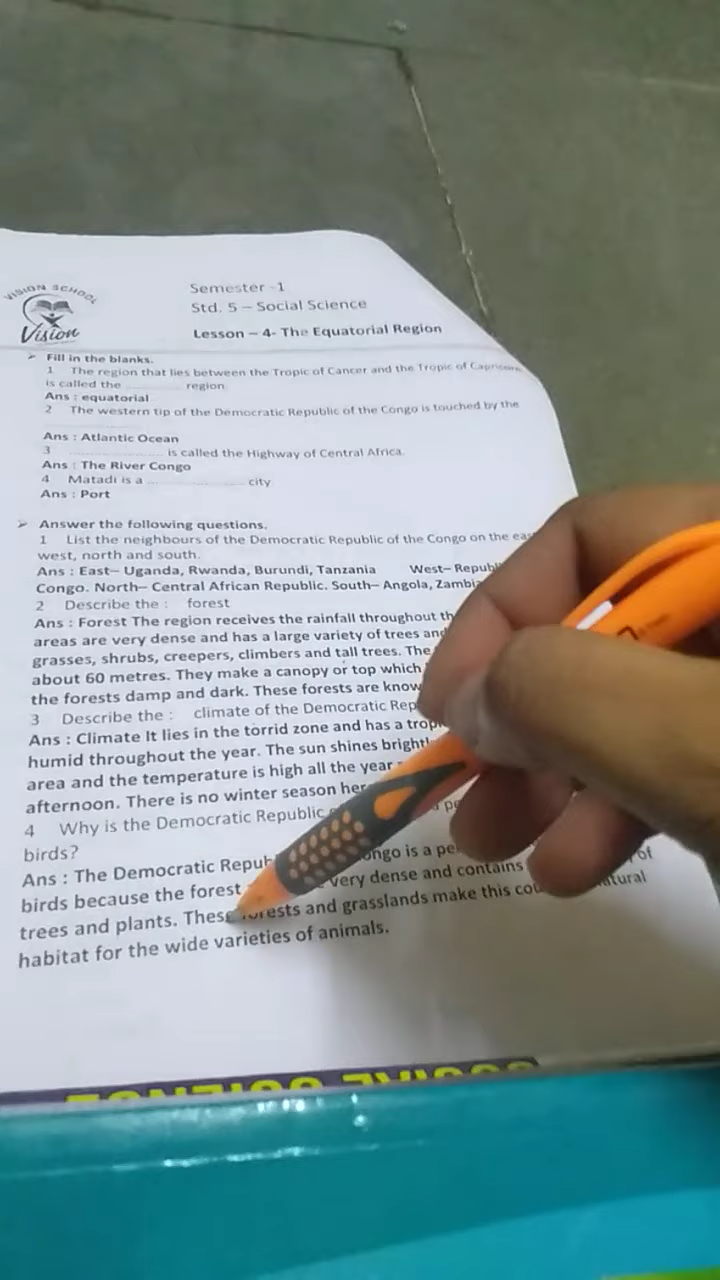 VISION SCHOOL
Vision
Semester -1
Std. 5 – Social Science
Lesson – 4- The Equatorial Region
➢ Fill in the blanks.
1 The region that lies between the Tropic of Cancer and the Tropic of Capricorn
is called the ............ region
Ans : equatorial
2 The western tip of the Democratic Republic of the Congo is touched by the
....................
Ans : Atlantic Ocean
3 ........................ is called the Highway of Central Africa.
Ans : The River Congo
4 Matadi is a ........................ city
Ans : Port
➢ Answer the following questions.
1 List the neighbours of the Democratic Republic of the Congo on the
west, north and south.
Ans : East– Uganda, Rwanda, Burundi, Tanzania West–
Congo. North– Central African Republic. South– Angola, Zambia
2 Describe the : forest
Ans : Forest The region receives the rainfall throughout
areas are very dense and has a large variety of trees
grasses, shrubs, creepers, climbers and tall trees. The
about 60 metres. They make a canopy or top which
the forests damp and dark. These forests are
3 Describe the : climate of the Democratic
Ans : Climate It lies in the torrid zone and has a
humid throughout the year. The sun shines
area and the temperature is high all the year
afternoon. There is no winter season
4 Why is the Democratic Republic
birds?
Ans : The Democratic is a
birds because the forest very dense and contains of
trees and plants. These forests and grasslands make this natural
habitat for the wide varieties of animals.
SCIENCE